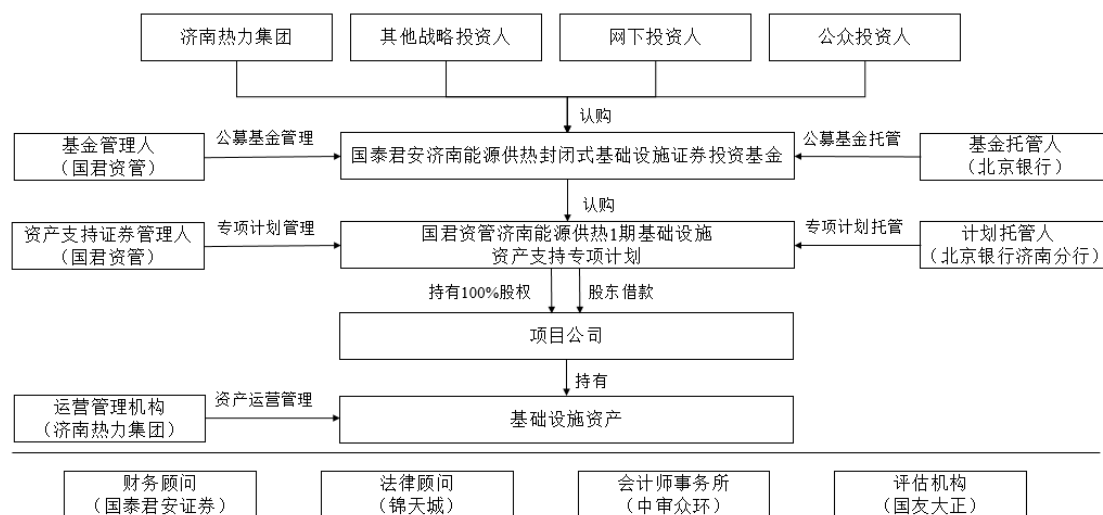 济南热力集团
其他战略投资人
网下投资人
公众投资人
认购
基金管理人
（国君资管）
公募基金管理
国泰君安济南能源供热封闭式基础设施证券投资基金
公募基金托管
基金托管人
（北京银行）
认购
资产支持证券管理人
（国君资管）
专项计划管理
国君资管济南能源供热1期基础设施
资产支持专项计划
专项计划托管
计划托管人
（北京银行济南分行）
持有100%股权
股东借款
项目公司
持有
运营管理机构
（济南热力集团）
资产运营管理
基础设施资产
财务顾问
（国泰君安证券）
法律顾问
（锦天城）
会计师事务所
（中审众环）
评估机构
（国友大正）